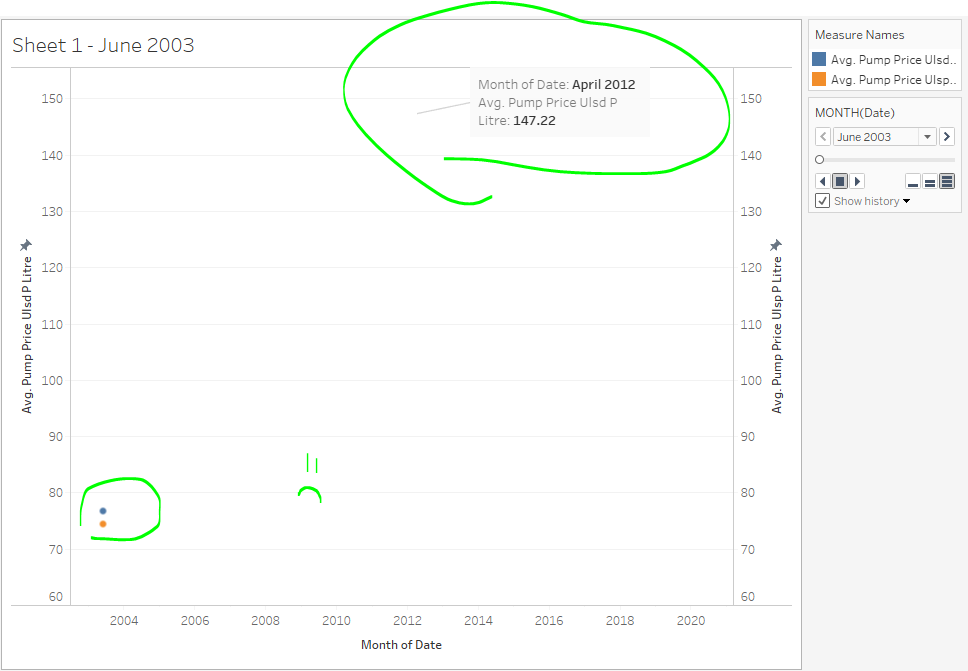 Sheet 1 - June 2003
Month of Date: April 2012
Avg. Pump Price Ulsd P
Litre: 147.22
150
140
130
120
110
100
90
80
70
60
Avg. Pump Price Ulsd P Litre
150
140
130
120
110
100
90
80
70
60
Avg. Pump Price Ulsp P Litre
2004 2006 2008 2010 2012 2014 2016 2018 2020
Month of Date
Measure Names
Avg. Pump Price Ulsd..
Avg. Pump Price Ulsp..
MONTH(Date)
June 2003
Show history